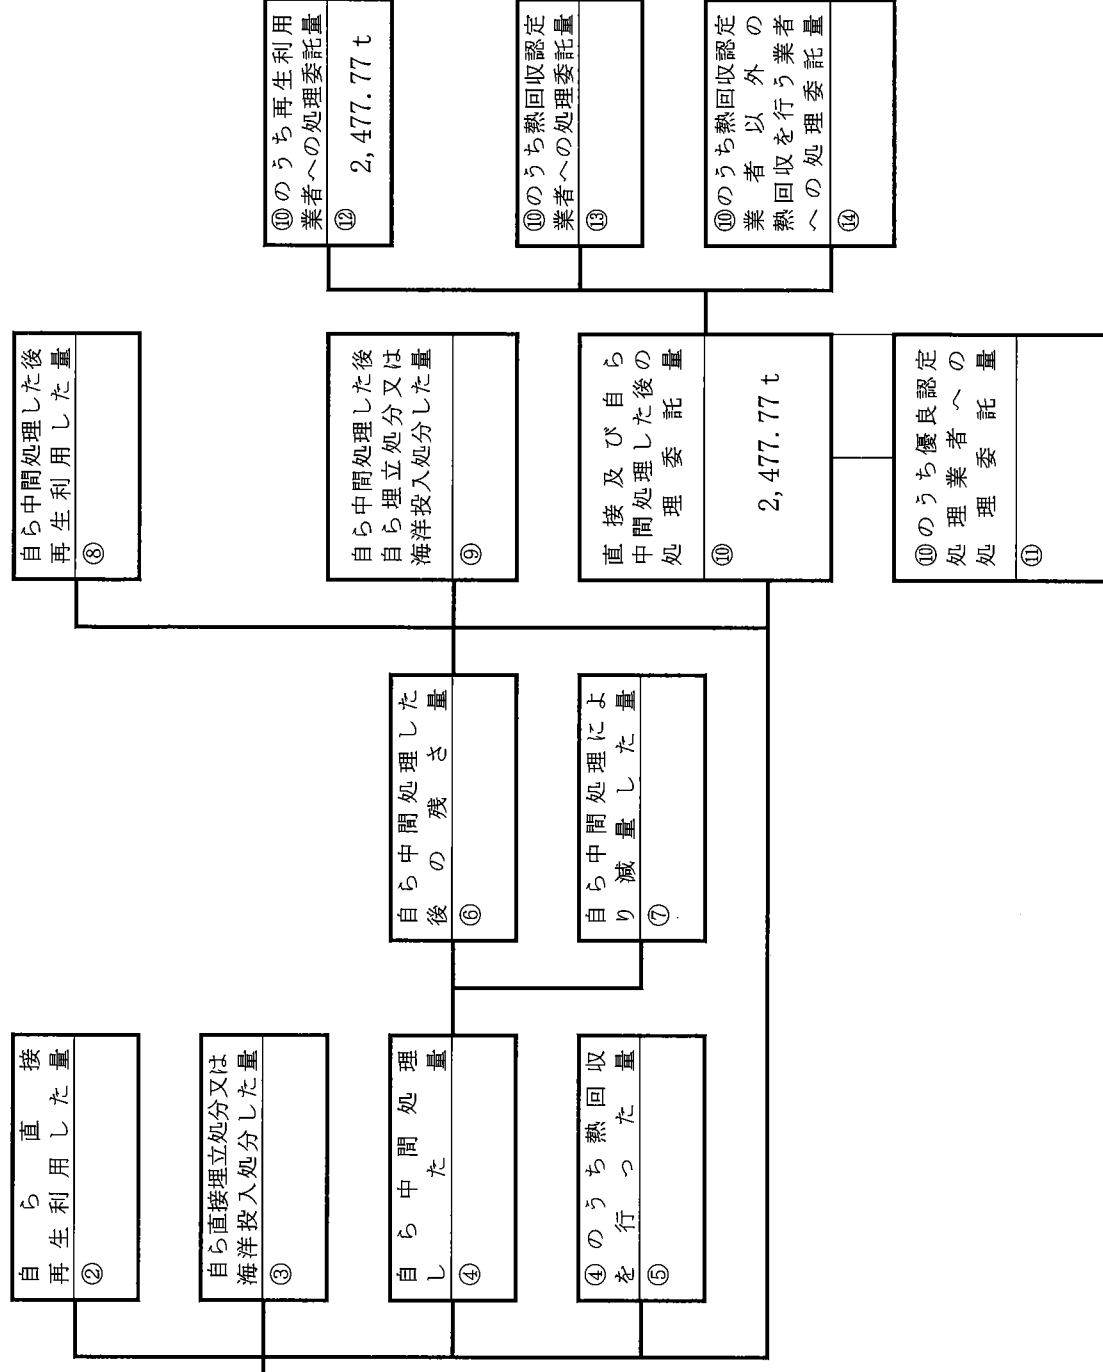 自ら直接
再生利用した量
②
自ら直接埋立処分又は
海洋投入処分した量
③
自ら中間処理
した量
④
④のうち熱回収
を行った量
⑤
自ら中間処理した
後の残さ量
⑥
自ら中間処理によ
り減量した量
⑦
自ら中間処理した後
再生利用した量
⑧
自ら中間処理した後
自ら埋立処分又は
海洋投入処分した量
⑨
直接及び自ら
中間処理した後の
処理委託量
⑩
2,477.77t
⑩のうち優良認定
処理業者への
処理委託量
⑪
⑩のうち再生利用
業者への処理委託量
⑫
2,477.77t
⑩のうち熱回収認定
業者への処理委託量
⑬
⑩のうち熱回収認定
業者以外の
熱回収を行う業者
への処理委託量
⑭